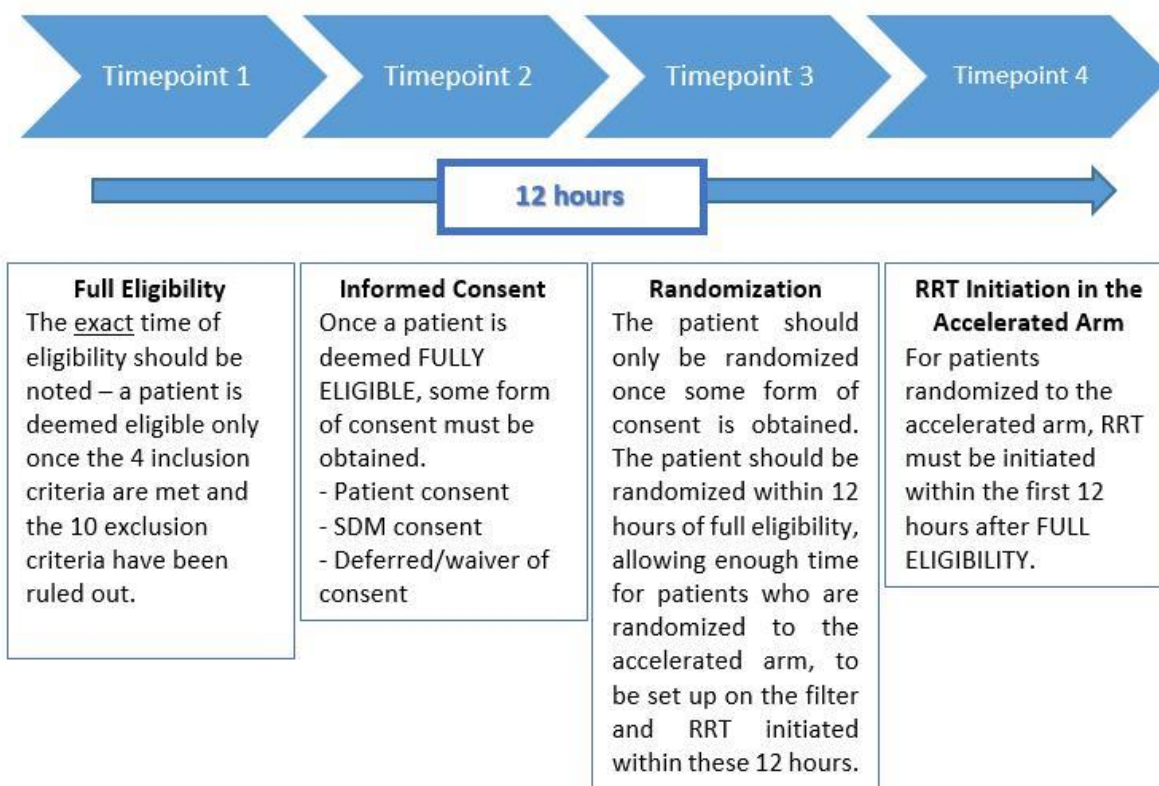 Timepoint 1
Timepoint 2
Timepoint 3
Timepoint 4
12 hours
Full Eligibility
The exact time of
eligibility should be
noted – a patient is
deemed eligible only
once the 4 inclusion
criteria are met and
the 10 exclusion
criteria have been
ruled out.
Informed Consent
Once a patient is
deemed FULLY
ELIGIBLE, some form
of consent must be
obtained.
- Patient consent
- SDM consent
- Deferred/waiver of
consent
Randomization
The patient should
only be randomized
once some form of
consent is obtained.
The patient should be
randomized within 12
hours of full eligibility,
allowing enough time
for patients who are
randomized to the
accelerated arm, to
be set up on the filter
and RRT initiated
within these 12 hours.
RRT Initiation in the
Accelerated Arm
For patients
randomized to the
accelerated arm, RRT
must be initiated
within the first 12
hours after FULL
ELIGIBILITY.